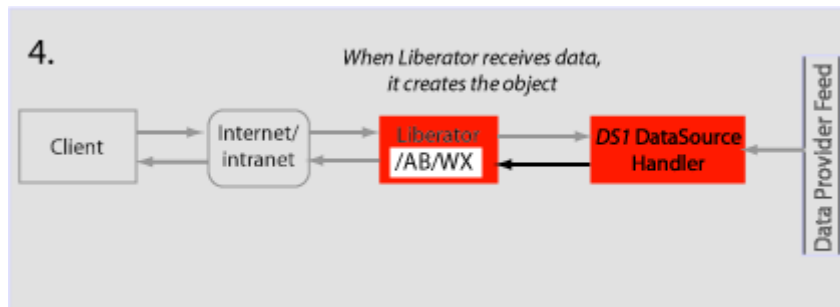 4.
When Liberator receives data,
it creates the object
Client
Internet/
intranet
Liberator
/AB/WX
DS1 DataSource
Handler
Data Provider Feed